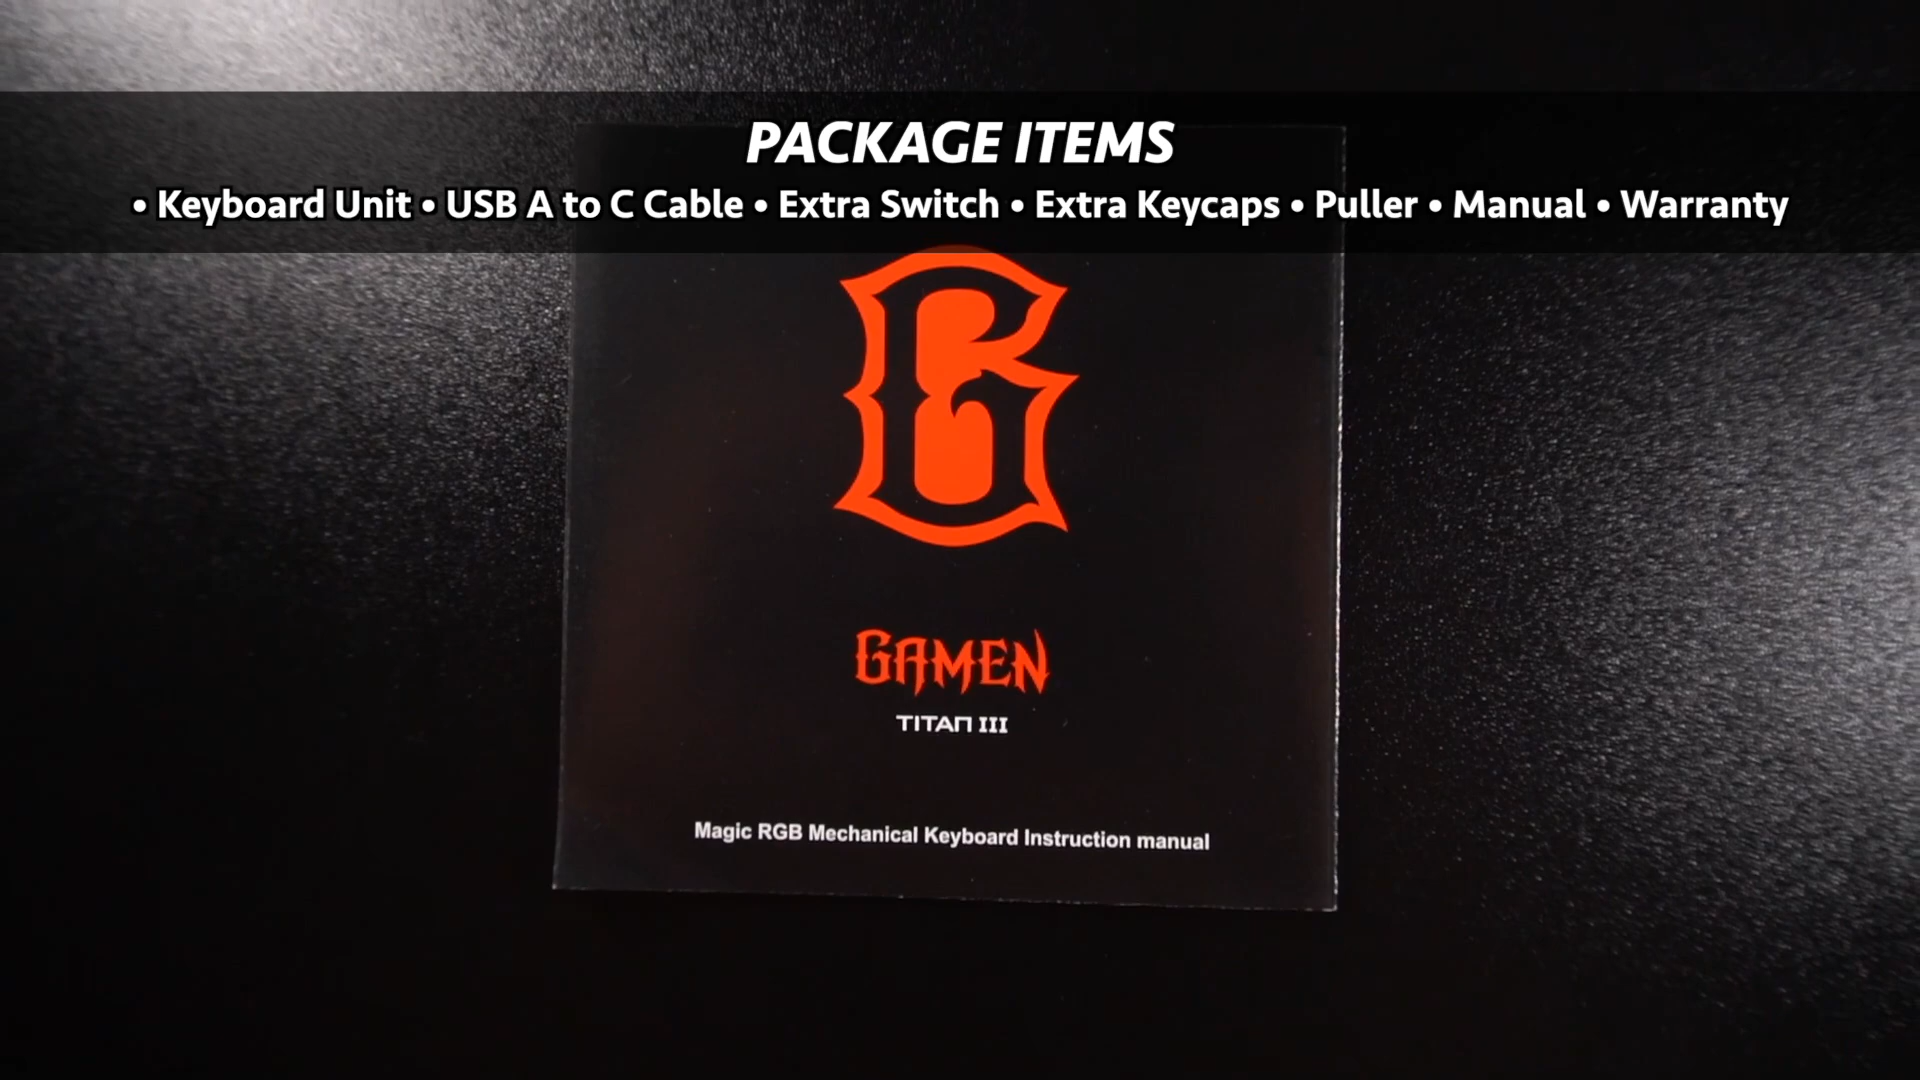 PACKAGE ITEMS
• Keyboard Unit • USB A to C Cable • Extra Switch • Extra Keycaps • Puller • Manual • Warranty
G
GAMEN
TITAN III
Magic RGB Mechanical Keyboard Instruction manual